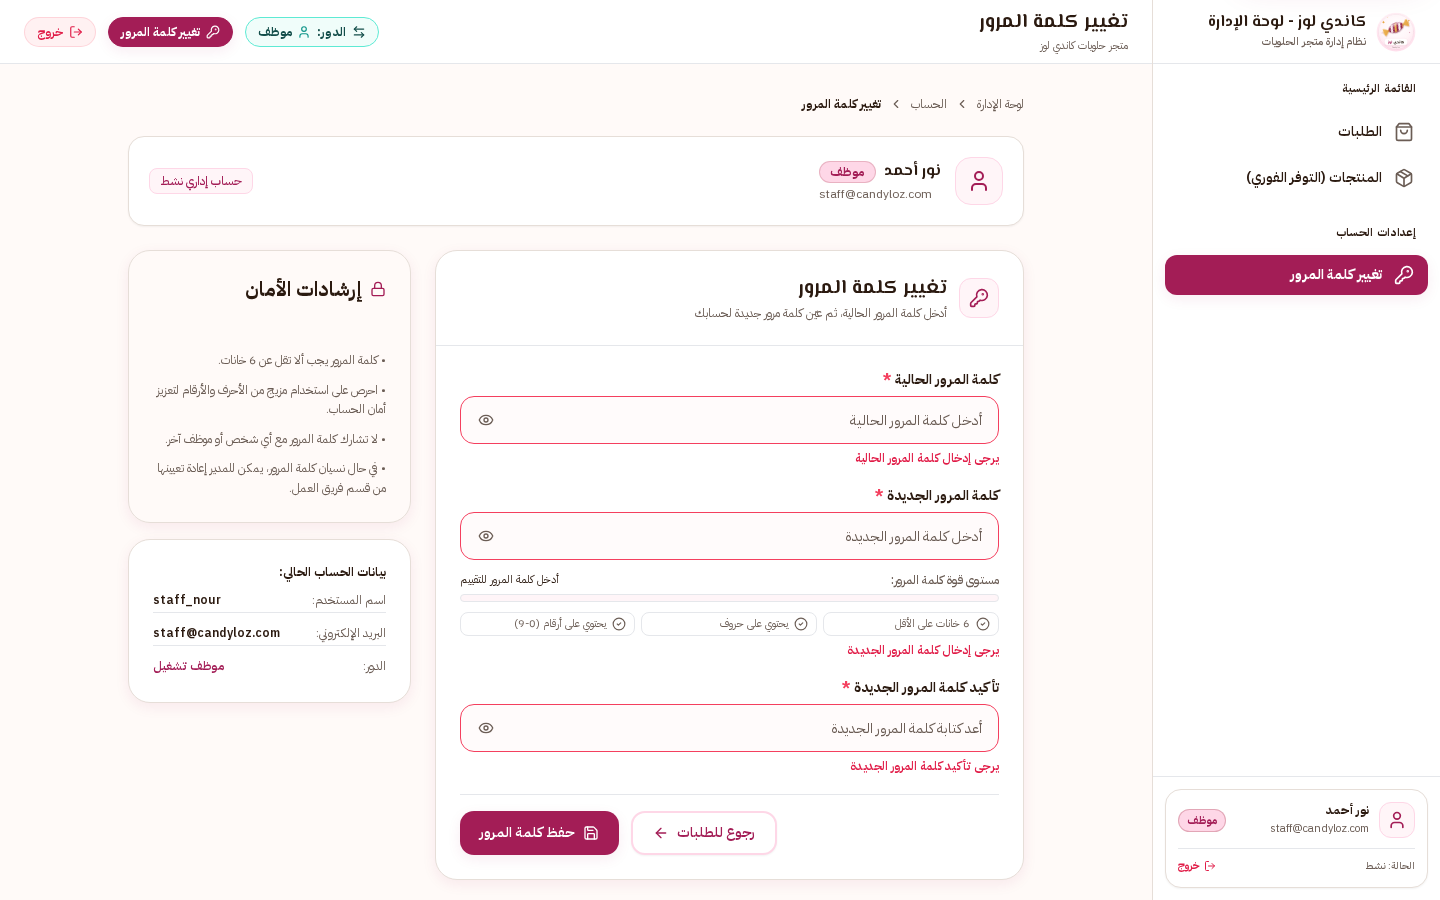 كاندي لوز - لوحة الإدارة
نظام إدارة متجر الحلويات
القائمة الرئيسية
الطلبات
المنتجات (التوفر الفوري)
إعدادات الحساب
تغيير كلمة المرور
نور أحمد
staff@candyloz.com
موظف
الحالة: نشط
خروج
تغيير كلمة المرور
متجر حلويات كاندي لوز
الدور: موظف
تغيير كلمة المرور
خروج
لوحة الإدارة
الحساب
تغيير كلمة المرور
نور أحمد
موظف
staff@candyloz.com
حساب إداري نشط
تغيير كلمة المرور
أدخل كلمة المرور الحالية، ثم عيّن كلمة مرور جديدة لحسابك
كلمة المرور الحالية *
أدخل كلمة المرور الحالية
يرجى إدخال كلمة المرور الحالية
كلمة المرور الجديدة *
أدخل كلمة المرور الجديدة
مستوى قوة كلمة المرور:
أدخل كلمة المرور للتقييم
6 خانات على الأقل
يحتوي على حروف
يحتوي على أرقام (0-9)
يرجى إدخال كلمة المرور الجديدة
تأكيد كلمة المرور الجديدة *
أعد كتابة كلمة المرور الجديدة
يرجى تأكيد كلمة المرور الجديدة
رجوع للطلبات
حفظ كلمة المرور
إرشادات الأمان
• كلمة المرور يجب ألا تقل عن 6 خانات.
• احرص على استخدام مزيج من الأحرف والأرقام لتعزيز
أمان الحساب.
• لا تشارك كلمة المرور مع أي شخص أو موظف آخر.
• في حال نسيان كلمة المرور، يمكن للمدير إعادة تعيينها
من قسم فريق العمل.
بيانات الحساب الحالي:
اسم المستخدم:
staff_nour
البريد الإلكتروني:
staff@candyloz.com
الدور:
موظف تشغيل